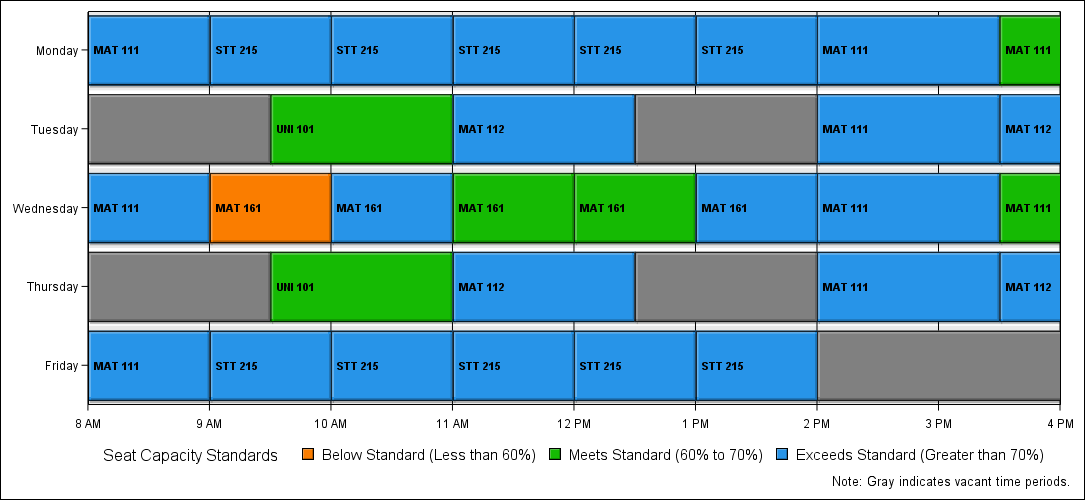 Monday MAT 111 STT 215 STT 215 STT 215 STT 215 STT 215 MAT 111 MAT 111
Tuesday UNI 101 MAT 112 MAT 111 MAT 112
Wednesday MAT 111 MAT 161 MAT 161 MAT 161 MAT 161 MAT 161 MAT 111 MAT 111
Thursday UNI 101 MAT 112 MAT 111 MAT 112
Friday MAT 111 STT 215 STT 215 STT 215 STT 215 STT 215
8 AM 9 AM 10 AM 11 AM 12 PM 1 PM 2 PM 3 PM 4 PM
Seat Capacity Standards Below Standard (Less than 60%) Meets Standard (60% to 70%) Exceeds Standard (Greater than 70%)
Note: Gray indicates vacant time periods.